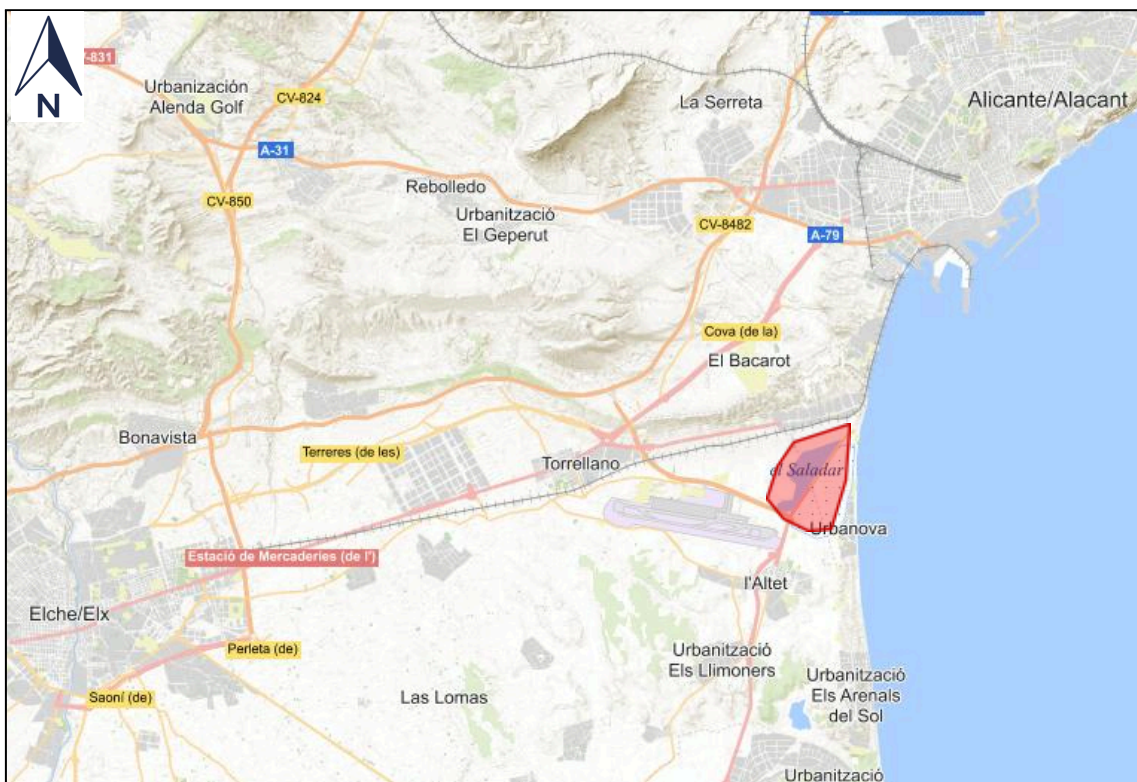 N
V-831
Urbanización
Alenda Golf
CV-824
A-31
CV-850
La Serreta
Alicante/Alacant
Rebolledo
Urbanització
El Geperut
CV-8482
A-79
Cova (de la)
El Bacarot
Bonavista
Terreres (de les)
Torrellano
el Saladar
Urbanova
Estació de Mercaderies (de l')
l'Altet
Elche/Elx
Perleta (de)
Urbanització
Els Llimoners
Urbanització
Els Arenals
del Sol
Saoní (de)
Las Lomas
Urbanització